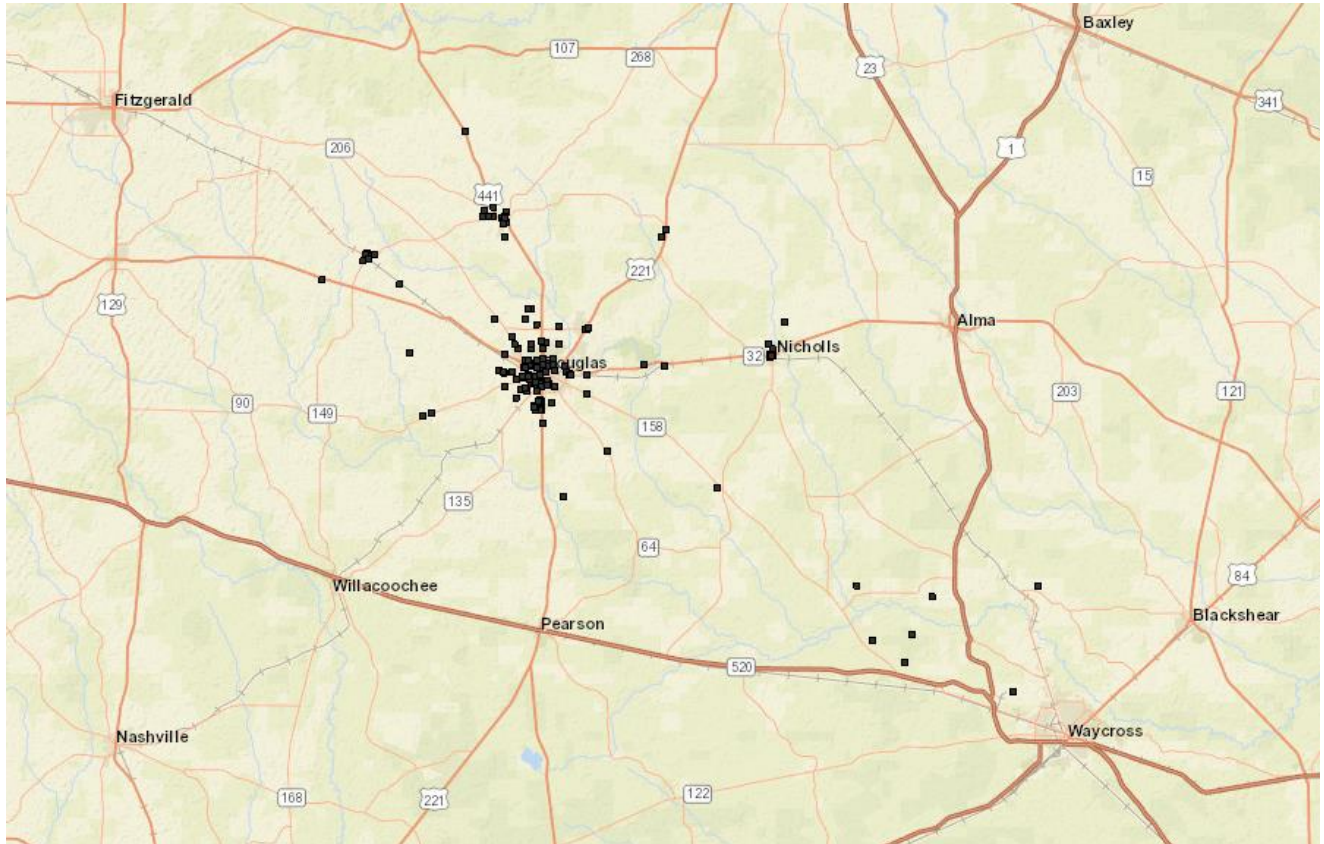 Baxley
107
268
23
Fitzgerald
341
206
1
15
441
221
129
Alma
Nicholls
32
ouglas
203
121
90
149
158
135
64
84
Willacoochee
Blackshear
Pearson
520
Waycross
Nashville
168
221
122